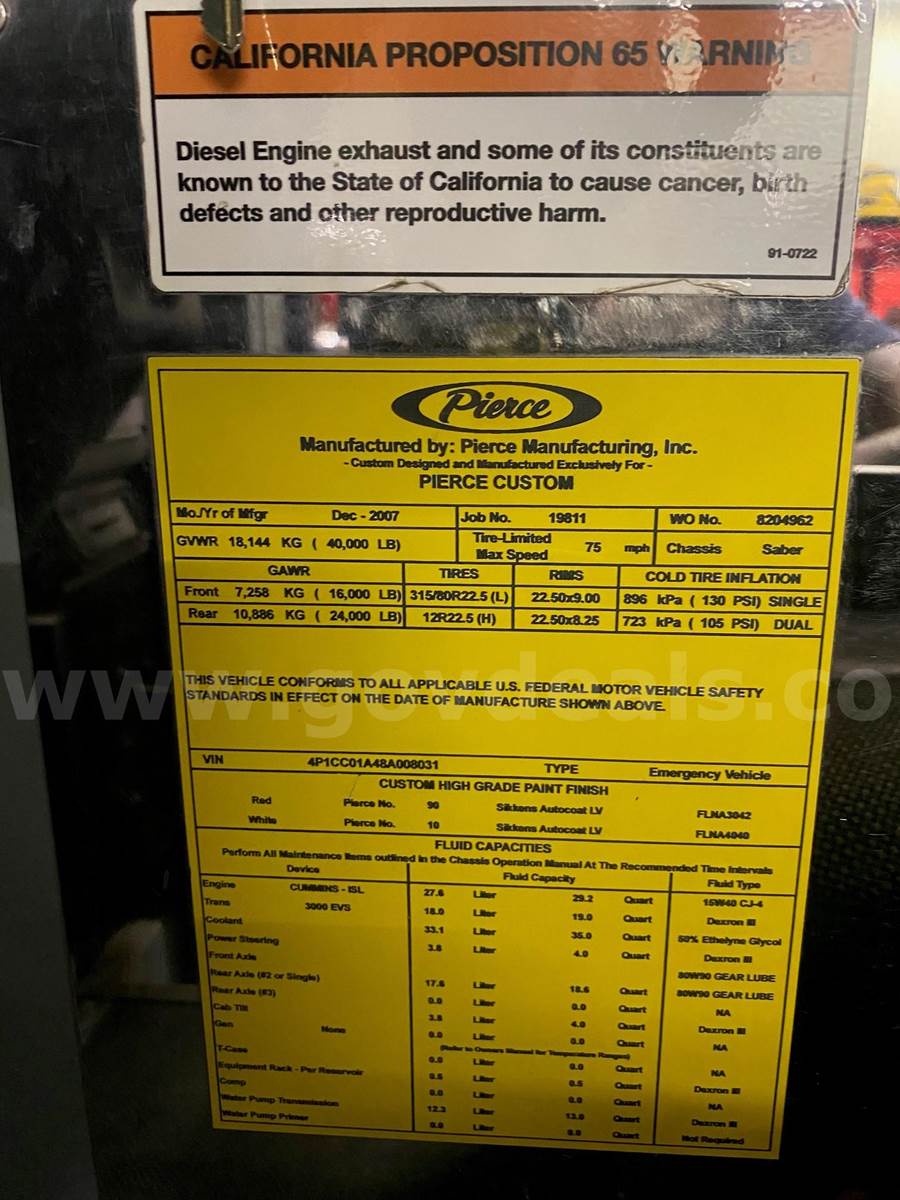 CALIFORNIA PROPOSITION 65 WARNING
Diesel Engine exhaust and some of its constituents are
known to the State of California to cause cancer, birth
defects and other reproductive harm.
91-0722
Pierce
Manufactured by: Pierce Manufacturing, Inc.
- Custom Designed and Manufactured Exclusively For -
PIERCE CUSTOM
Mo./Yr of Mfgr Dec - 2007 Job No. 19811 WO No. 8204962
GVWR 18,144 KG ( 40,000 LB) Tire-Limited Max Speed 75 mph Chassis Saber
GAWR TIRES RIMS COLD TIRE INFLATION
Front 7,258 KG ( 16,000 LB) 315/80R22.5 (L) 22.50x9.00 896 kPa ( 130 PSI) SINGLE
Rear 10,886 KG ( 24,000 LB) 12R22.5 (H) 22.50x8.25 723 kPa ( 105 PSI) DUAL
www.govdeals.co
THIS VEHICLE CONFORMS TO ALL APPLICABLE U.S. FEDERAL MOTOR VEHICLE SAFETY
STANDARDS IN EFFECT ON THE DATE OF MANUFACTURE SHOWN ABOVE.
VIN 4P1CC01A48A008031 TYPE Emergency Vehicle
CUSTOM HIGH GRADE PAINT FINISH
Red Pierce No. 90 Sikkens Autocoat LV FLNA3042
White Pierce No. 10 Sikkens Autocoat LV FLNA4040
FLUID CAPACITIES
Perform All Maintenance Items outlined in the Chassis Operation Manual At The Recommended Time Intervals
Device Fluid Capacity Fluid Type
Engine CUMMINS - ISL 27.6 Liter 29.2 Quart 15W40 CJ-4
Trans 3000 EVS 18.0 Liter 19.0 Quart Dexron III
Coolant 33.1 Liter 35.0 Quart 50% Ethelyne Glycol
Power Steering 3.8 Liter 4.0 Quart Dexron III
Front Axle 80W90 GEAR LUBE
Rear Axle (#2 or Single) 17.6 Liter 18.6 Quart 80W90 GEAR LUBE
Rear Axle (#3) 0.0 Liter 0.0 Quart NA
Cab Tilt 3.8 Liter 4.0 Quart Dexron III
Gen None 0.0 Liter 0.0 Quart NA
(Refer to Owners Manual for Temperature Ranges)
T-Case 0.0 Liter 0.0 Quart NA
Equipment Rack - Per Reservoir 0.5 Liter 0.5 Quart Dexron III
Comp 0.0 Liter 0.0 Quart NA
Water Pump Transmission 12.3 Liter 13.0 Quart Dexron III
Water Pump Primer 0.0 Liter 0.0 Quart Not Required